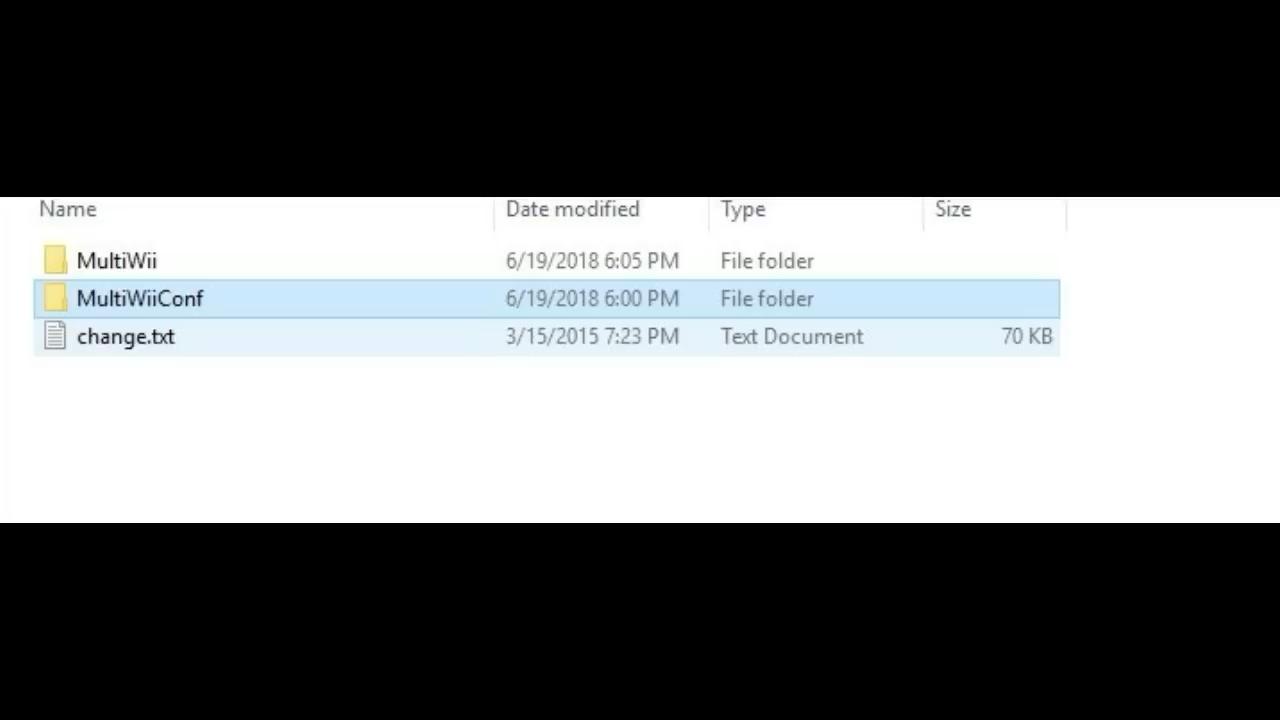 Name Date modified Type Size
MultiWii 6/19/2018 6:05 PM File folder
MultiWiiConf 6/19/2018 6:00 PM File folder
change.txt 3/15/2015 7:23 PM Text Document 70 KB